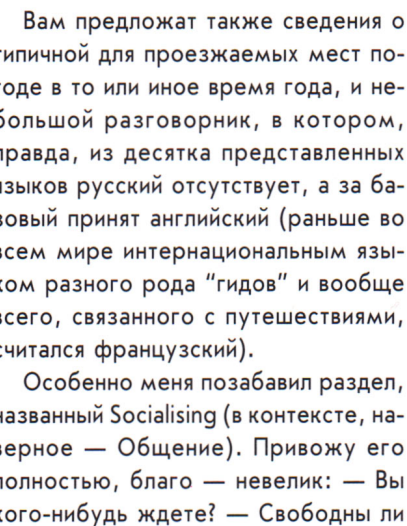 Вам предложат также сведения о
типичной для проезжаемых мест по-
годе в то или иное время года, и не-
большой разговорник, в котором,
правда, из десятка представленных
языков русский отсутствует, а за ба-
зовый принят английский (раньше во
всем мире интернациональным язы-
ком разного рода "гидов" и вообще
всего, связанного с путешествиями,
считался французский).
Особенно меня позабавил раздел,
названный Socialising (в контексте, на-
верное — Общение). Привожу его
полностью, благо — невелик: — Вы
кого-нибудь ждете? — Свободны ли